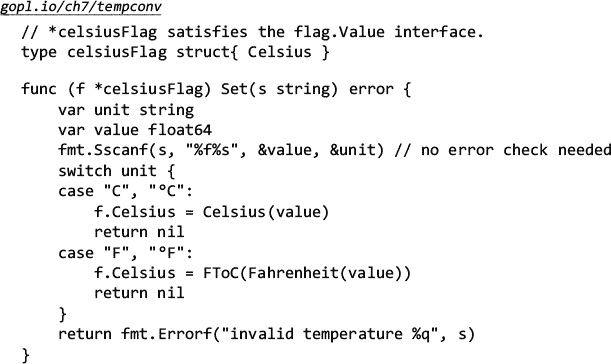 gopl.io/ch7/tempconv
// *celsiusFlag satisfies the flag.Value interface.
type celsiusFlag struct{ Celsius }
func (f *celsiusFlag) Set(s string) error {
var unit string
var value float64
fmt.Sscanf(s, "%f%s", &value, &unit) // no error check needed
switch unit {
case "C", "°C":
f.Celsius = Celsius(value)
return nil
case "F", "°F":
f.Celsius = FToC(Fahrenheit(value))
return nil
}
return fmt.Errorf("invalid temperature %q", s)
}